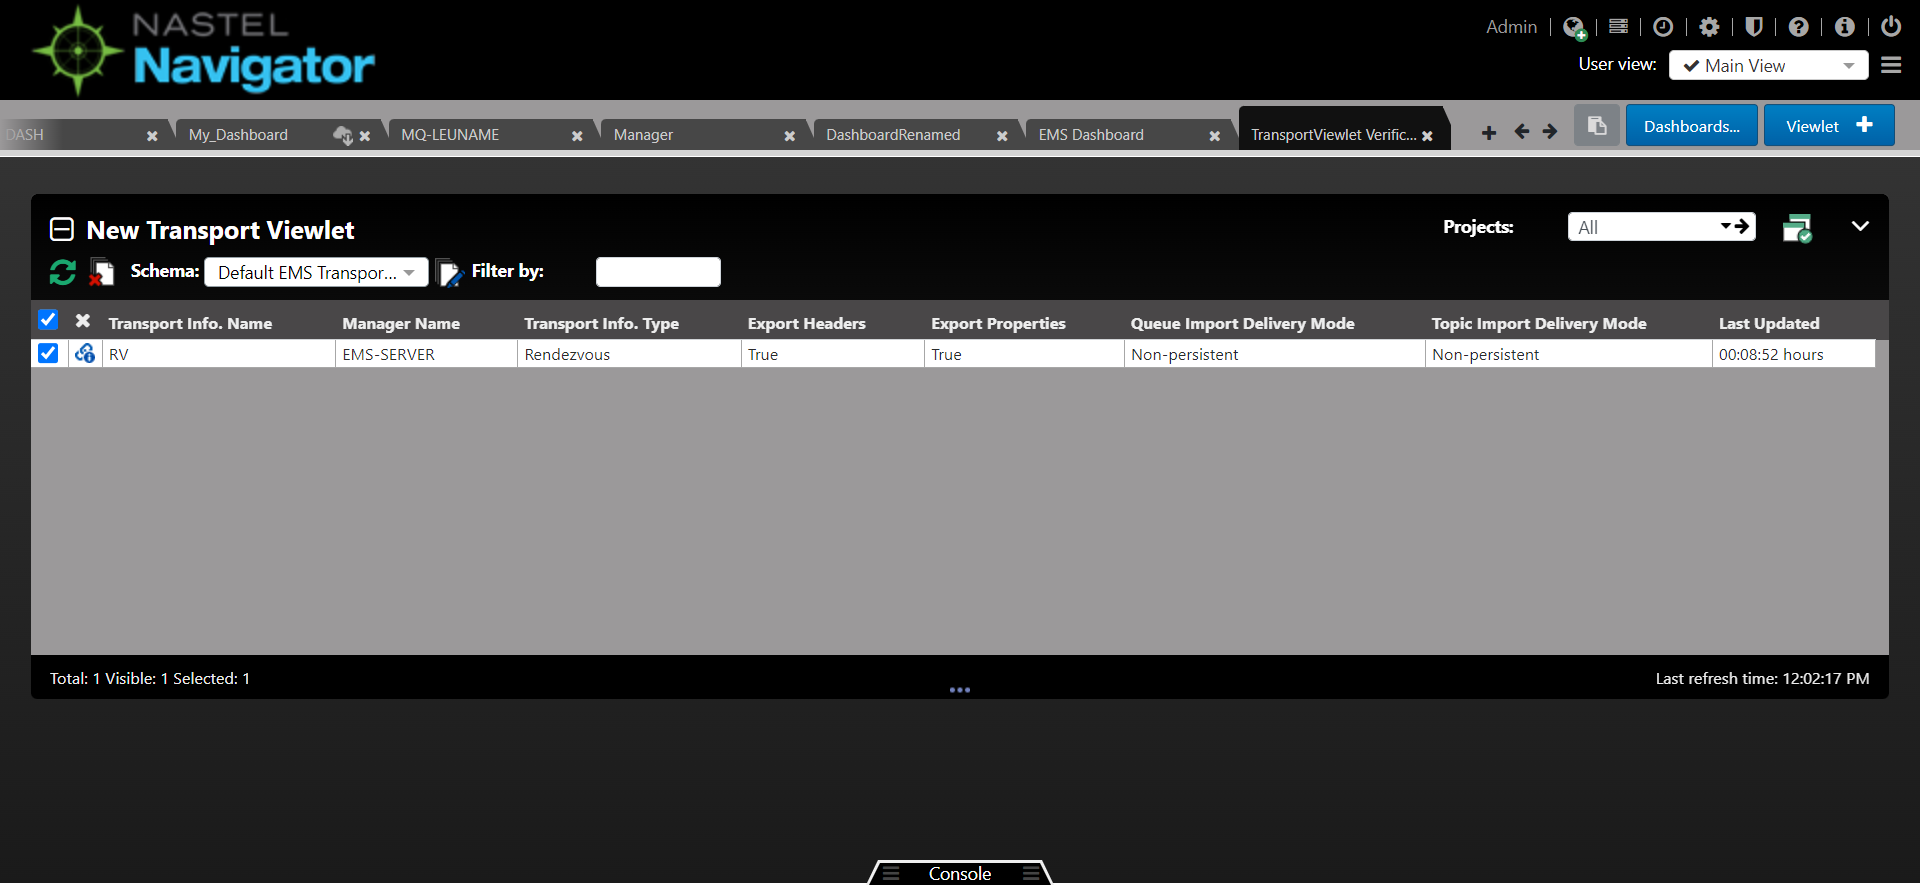 NASTEL
Navigator
Admin
User view: Main View
DASH
My_Dashboard
MQ-LEUNAME
Manager
DashboardRenamed
EMS Dashboard
TransportViewlet Verific...
Dashboards...
Viewlet
New Transport Viewlet
Projects: All
Schema: Default EMS Transpor... Filter by:
Transport Info. Name Manager Name Transport Info. Type Export Headers Export Properties Queue Import Delivery Mode Topic Import Delivery Mode Last Updated
RV EMS-SERVER Rendezvous True True Non-persistent Non-persistent 00:08:52 hours
Total: 1 Visible: 1 Selected: 1
Last refresh time: 12:02:17 PM
Console